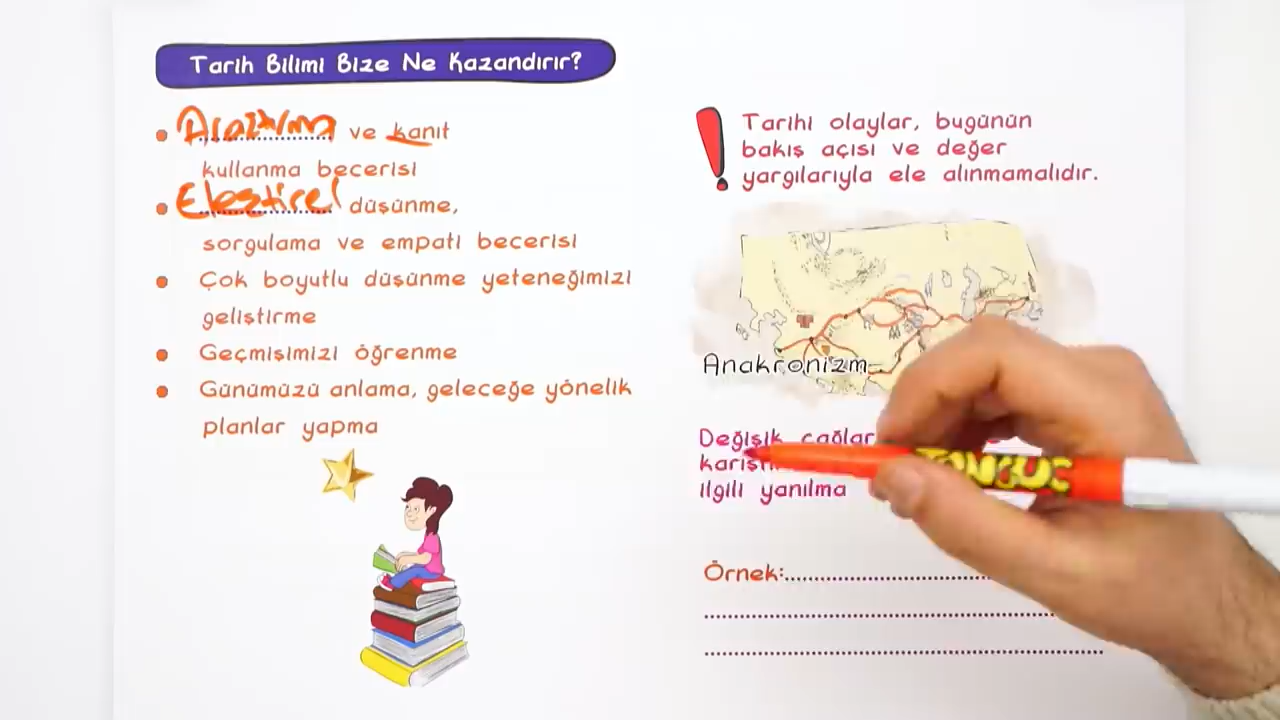 Tarih Bilimi Bize Ne Kazandırır?
Araştırma ve kanıt
kullanma becerisi
Eleştirel düşünme,
sorgulama ve empati becerisi
Çok boyutlu düşünme yeteneğimizi
geliştirme
Geçmişimizi öğrenme
Günümüzü anlama, geleceğe yönelik
planlar yapma
Tarihi olaylar, bugünün
bakış açısı ve değer
yargılarıyla ele alınmamalıdır.
Anakronizm
Değişik çağlar
ilgili yanılma
TONGUÇ
Örnek: